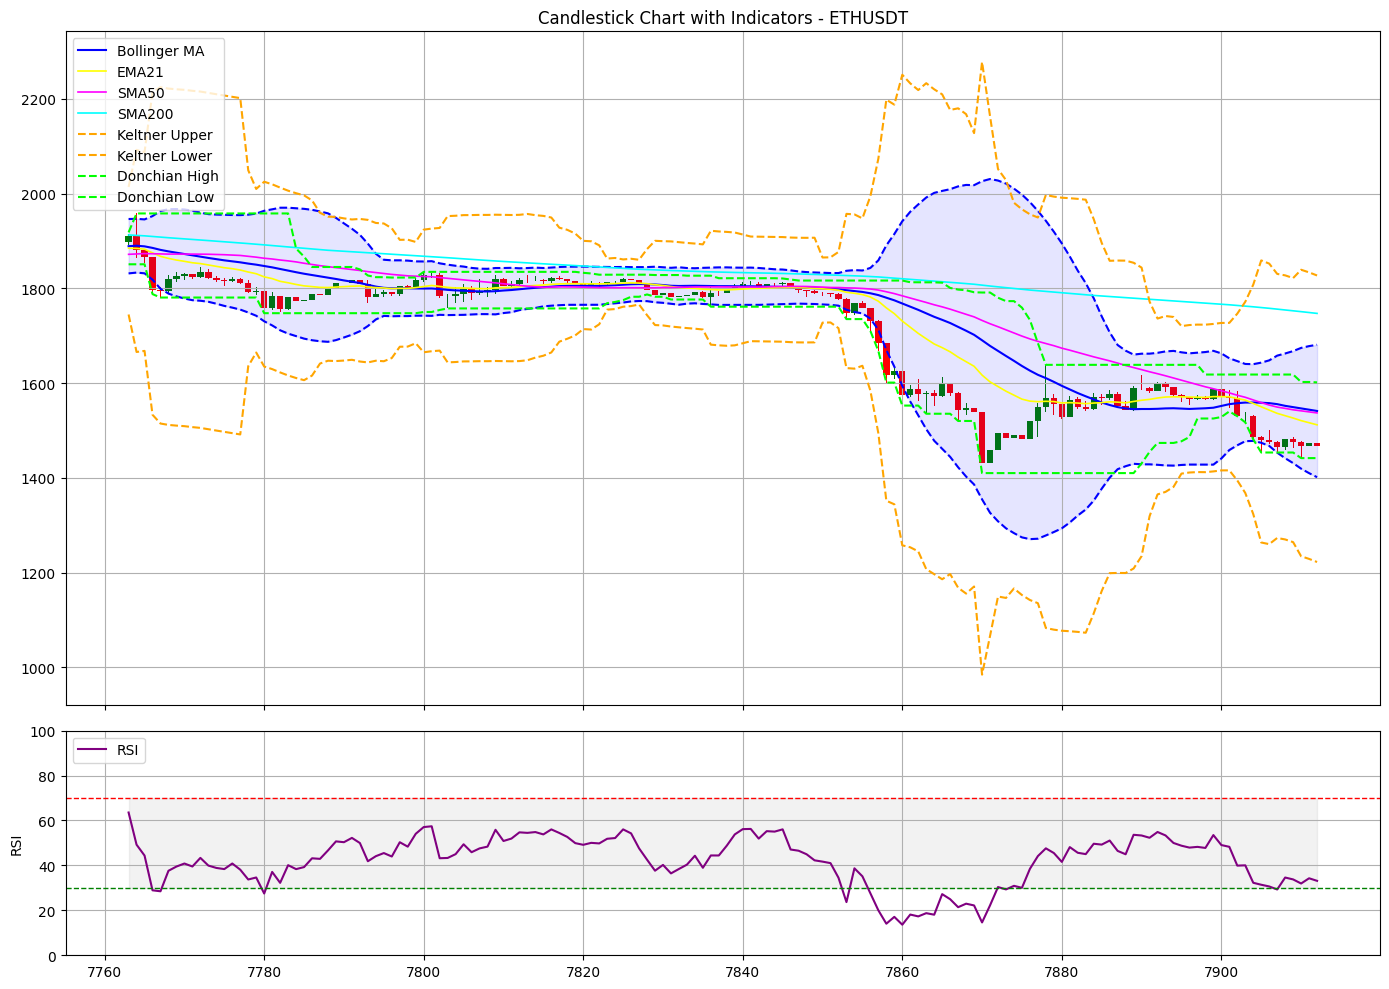 Candlestick Chart with Indicators - ETHUSDT
Bollinger MA
EMA21
SMA50
SMA200
Keltner Upper
Keltner Lower
Donchian High
Donchian Low
2200
2000
1800
1600
1400
1200
1000
RSI
100
80
60
40
20
0
RSI
7760 7780 7800 7820 7840 7860 7880 7900